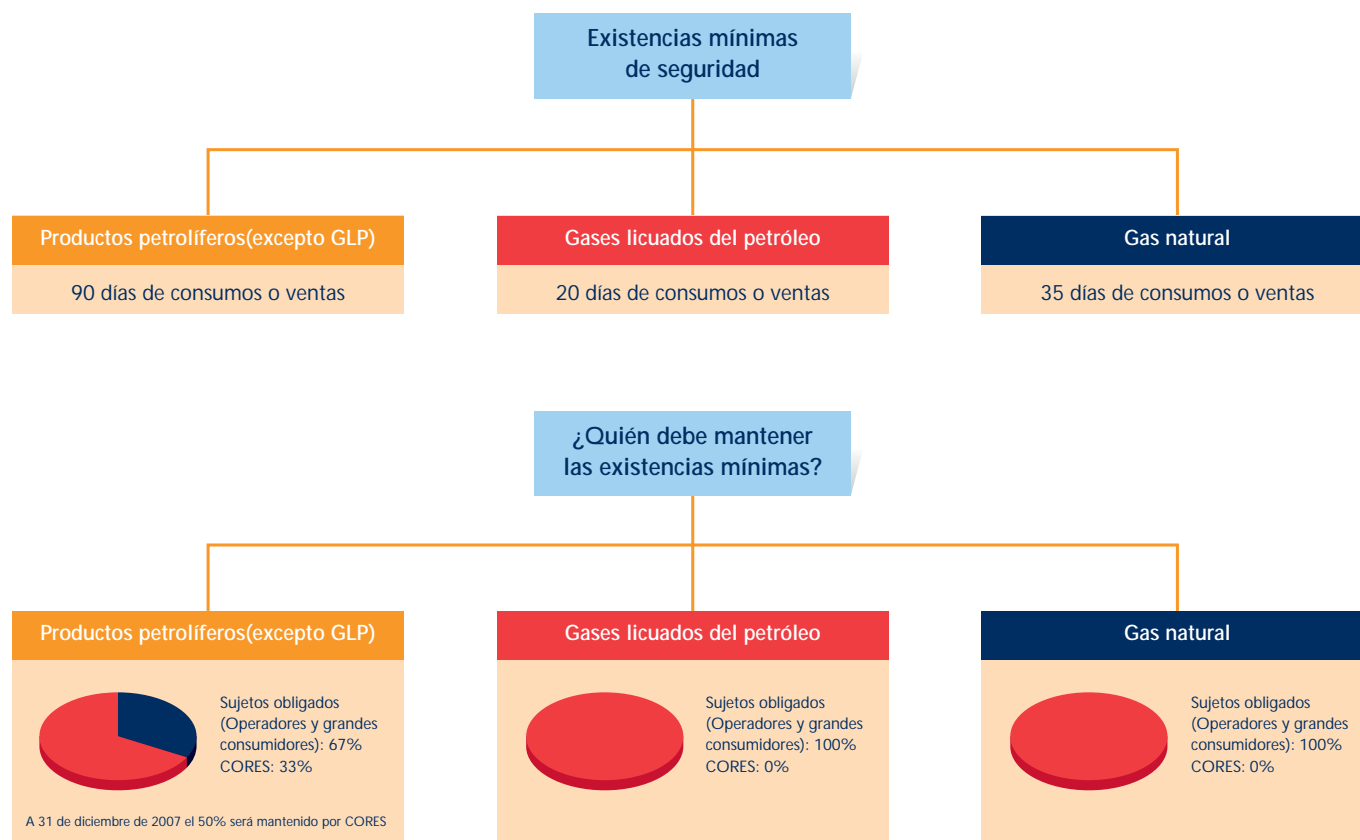 Existencias mínimas
de seguridad
Productos petrolíferos(excepto GLP)
90 días de consumos o ventas
Gases licuados del petróleo
20 días de consumos o ventas
Gas natural
35 días de consumos o ventas
¿Quién debe mantener
las existencias mínimas?
Productos petrolíferos(excepto GLP)
Sujetos obligados
(Operadores y grandes
consumidores): 67%
CORES: 33%
A 31 de diciembre de 2007 el 50% será mantenido por CORES
Gases licuados del petróleo
Sujetos obligados
(Operadores y grandes
consumidores): 100%
CORES: 0%
Gas natural
Sujetos obligados
(Operadores y grandes
consumidores): 100%
CORES: 0%